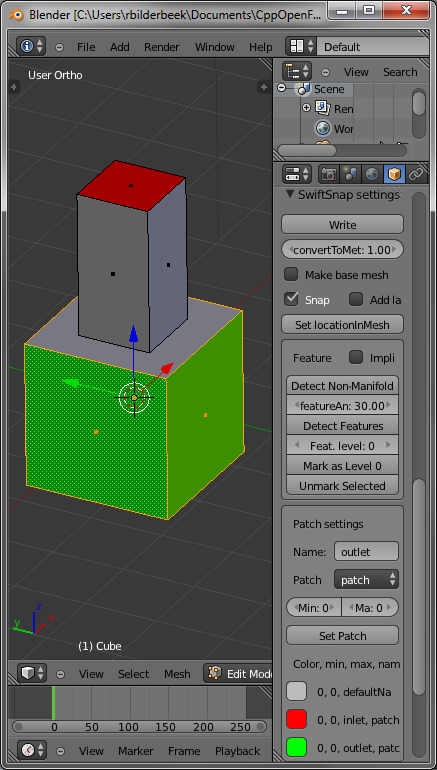 Blender [C:\Users\rbilderbeek\Documents\CppOpenF...
File Add Render Window Help Default
User Ortho
View Search
Scene
Ren
Wor
SwiftSnap settings
Write
convertToMet: 1.00
Make base mesh
Snap Add la
Set locationInMesh
Feature Impli
Detect Non-Manifold
featureAn: 30.00
Detect Features
Feat. level: 0
Mark as Level 0
Unmark Selected
Patch settings
Name: outlet
Patch patch
Min: 0 Ma: 0
Set Patch
Color, min, max, nam
0, 0, defaultNa
0, 0, inlet, patch
0, 0, outlet, patc
z
y x
(1) Cube
View Select Mesh Edit Mode
0 50 100 150 200 250
View Marker Frame Playback